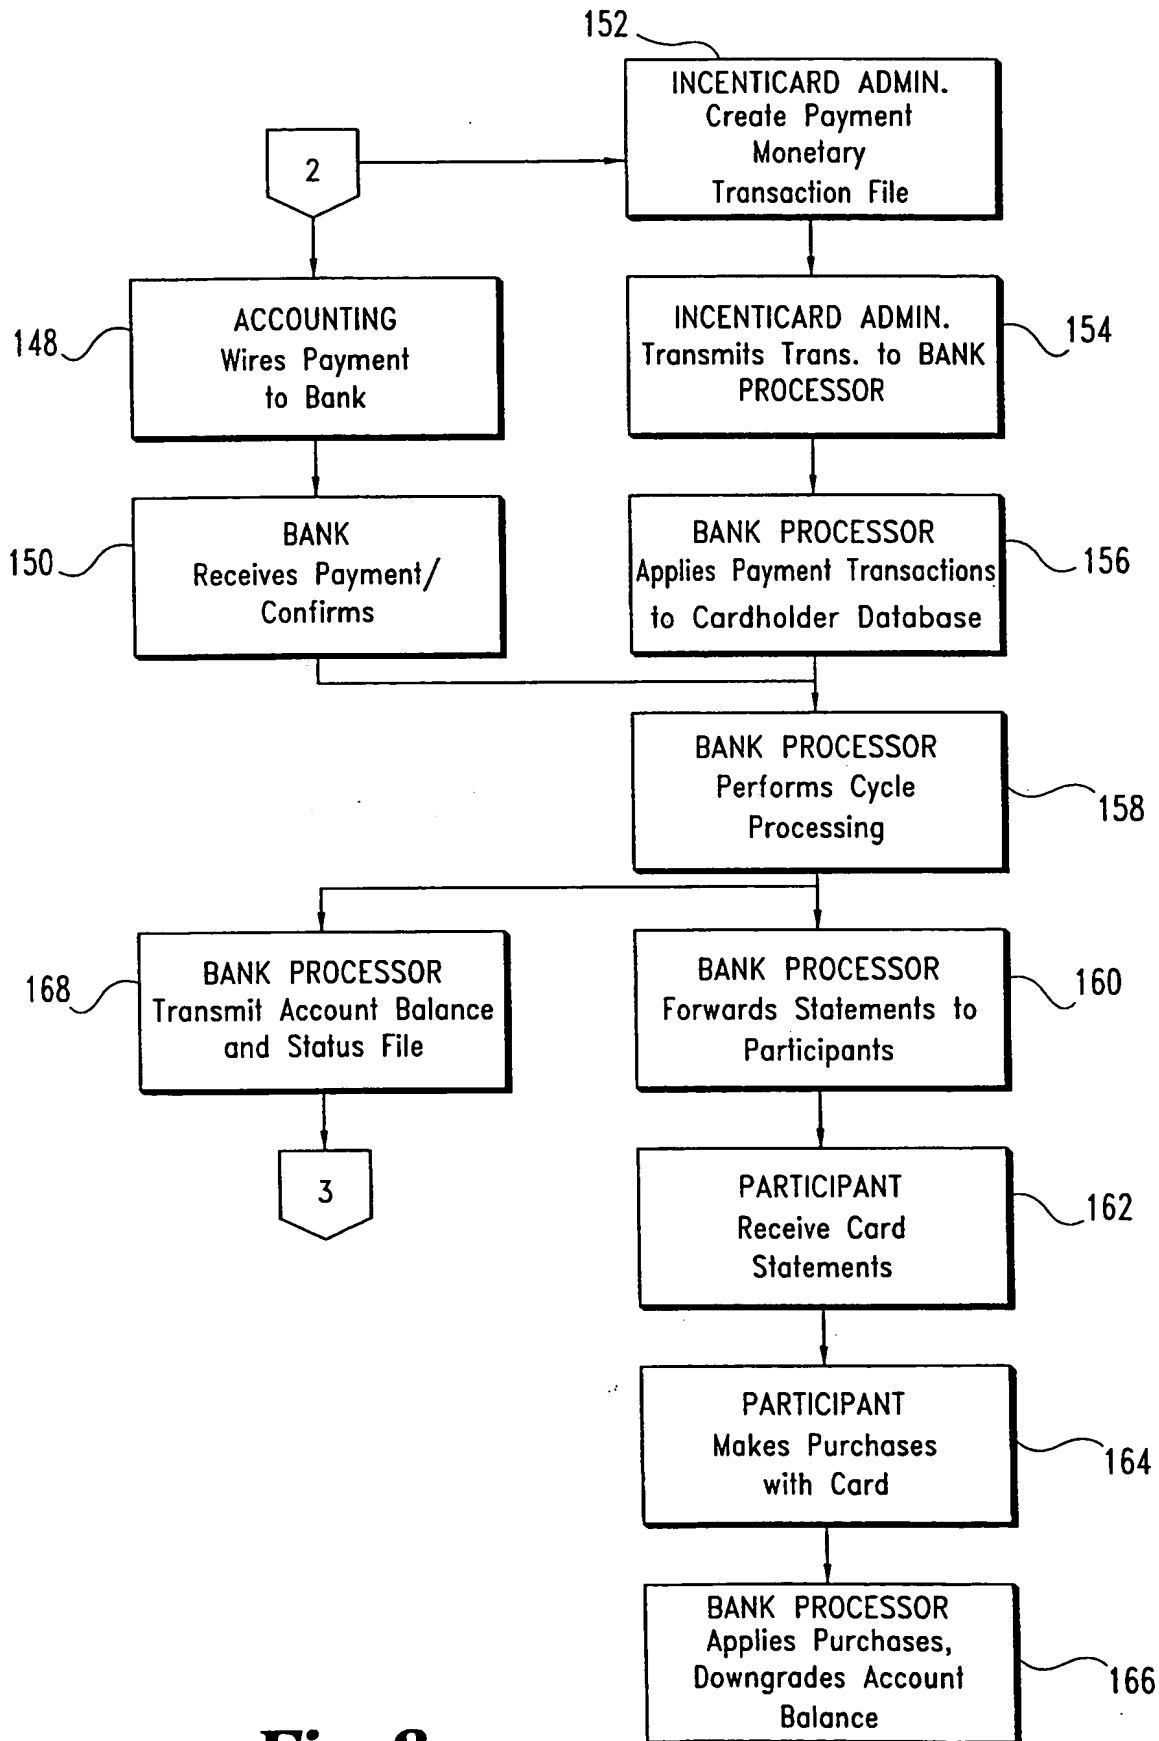 152
INCENTICARD ADMIN.
Create Payment
Monetary
Transaction File
2
148
ACCOUNTING
Wires Payment
to Bank
INCENTICARD ADMIN.
Transmits Trans. to BANK
PROCESSOR
154
150
BANK
Receives Payment/
Confirms
BANK PROCESSOR
Applies Payment Transactions
to Cardholder Database
156
BANK PROCESSOR
Performs Cycle
Processing
158
168
BANK PROCESSOR
Transmit Account Balance
and Status File
BANK PROCESSOR
Forwards Statements to
Participants
160
3
PARTICIPANT
Receive Card
Statements
162
PARTICIPANT
Makes Purchases
with Card
164
BANK PROCESSOR
Applies Purchases,
Downgrades Account
Balance
166